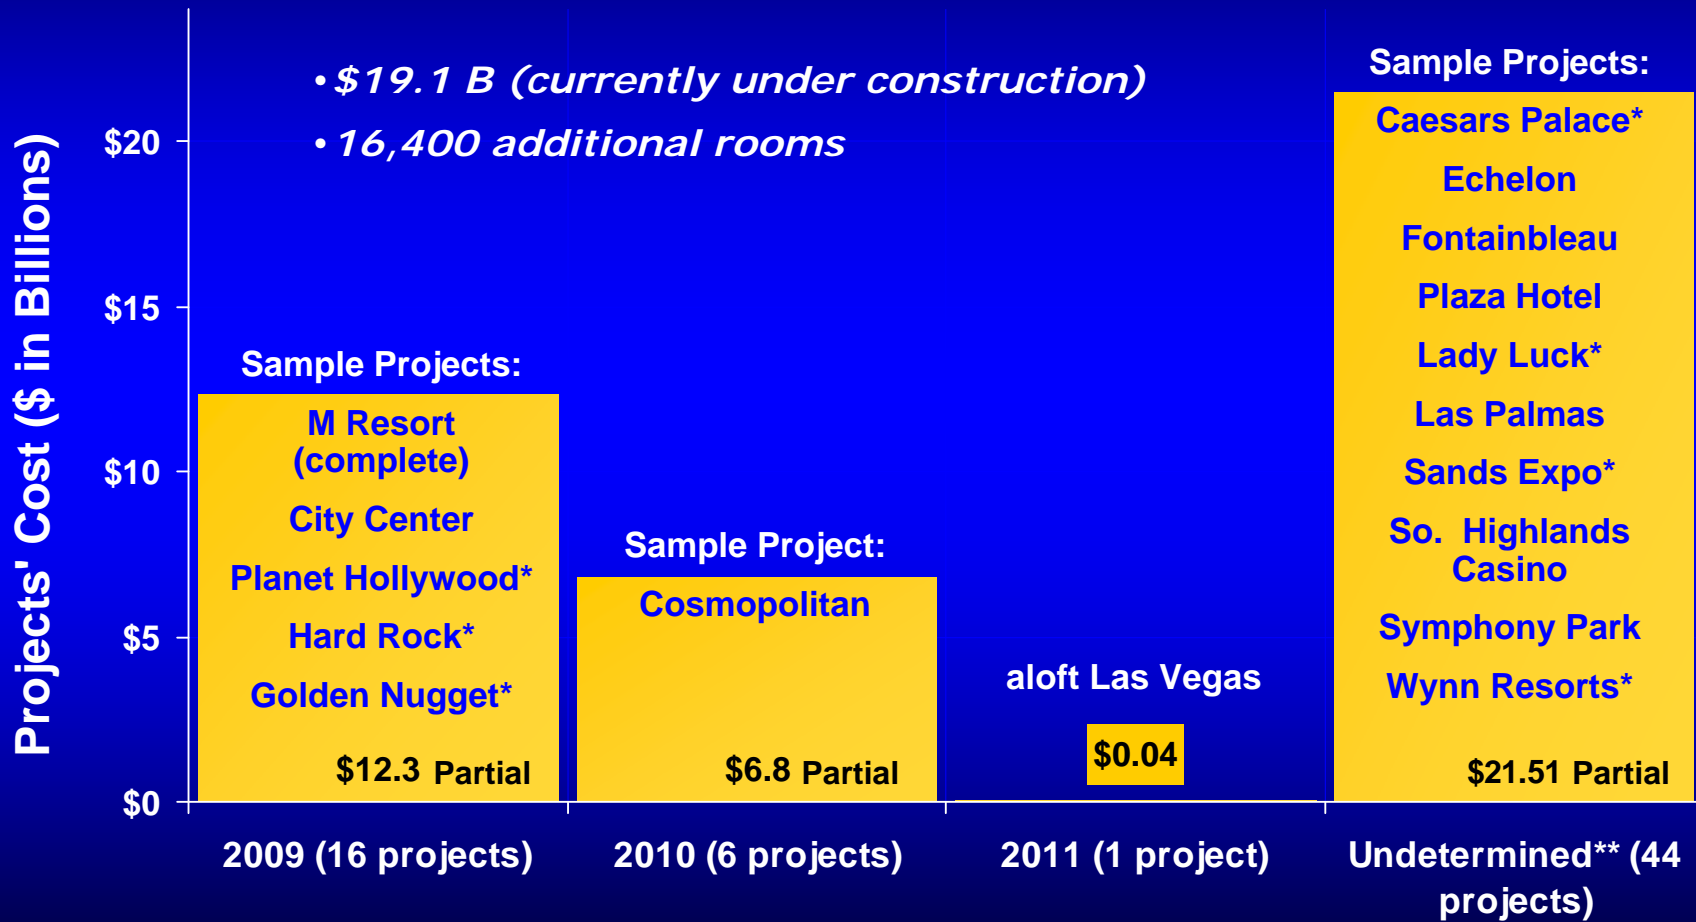 •$19.1 B (currently under construction)
•16,400 additional rooms
Projects' Cost ($ in Billions)
$20
$15
$10
$5
$0
Sample Projects:
M Resort
(complete)
City Center
Planet Hollywood*
Hard Rock*
Golden Nugget*
$12.3 Partial
2009 (16 projects)
Sample Project:
Cosmopolitan
$6.8 Partial
2010 (6 projects)
aloft Las Vegas
$0.04
2011 (1 project)
Sample Projects:
Caesars Palace*
Echelon
Fontainbleau
Plaza Hotel
Lady Luck*
Las Palmas
Sands Expo*
So. Highlands
Casino
Symphony Park
Wynn Resorts*
$21.51 Partial
Undetermined** (44
projects)